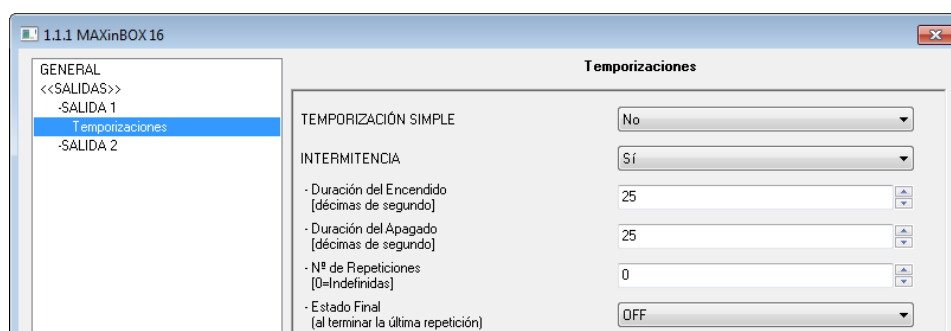 1.1.1 MAXinBOX 16
GENERAL
<<SALIDAS>>
-SALIDA 1
Temporizaciones
-SALIDA 2
Temporizaciones
TEMPORIZACIÓN SIMPLE
No
INTERMITENCIA
Sí
- Duración del Encendido
[décimas de segundo]
25
- Duración del Apagado
[décimas de segundo]
25
- Nº de Repeticiones
[0=Indefinidas]
0
- Estado Final
(al terminar la última repetición)
OFF